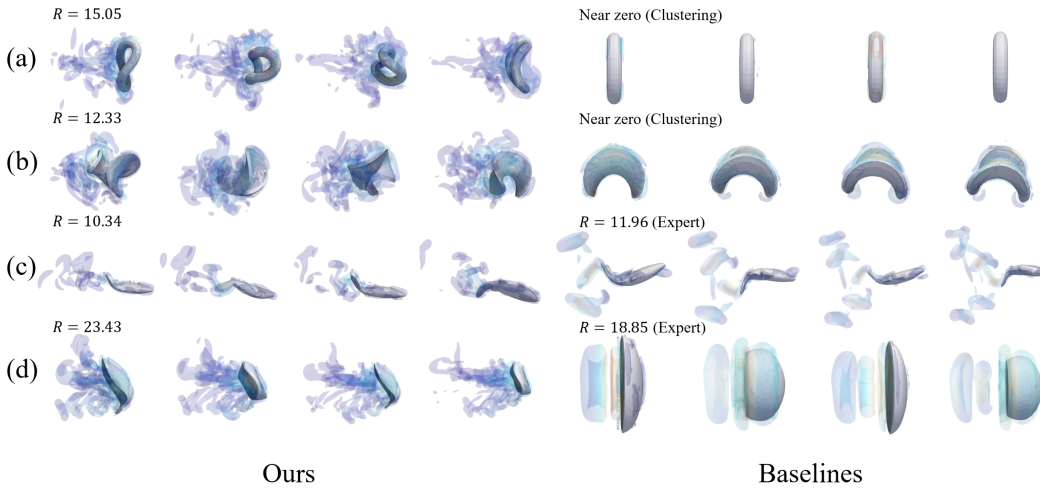 R = 15.05
Near zero (Clustering)
(a)
R = 12.33
Near zero (Clustering)
(b)
R = 10.34
R = 11.96 (Expert)
(c)
R = 23.43
R = 18.85 (Expert)
(d)
Ours
Baselines